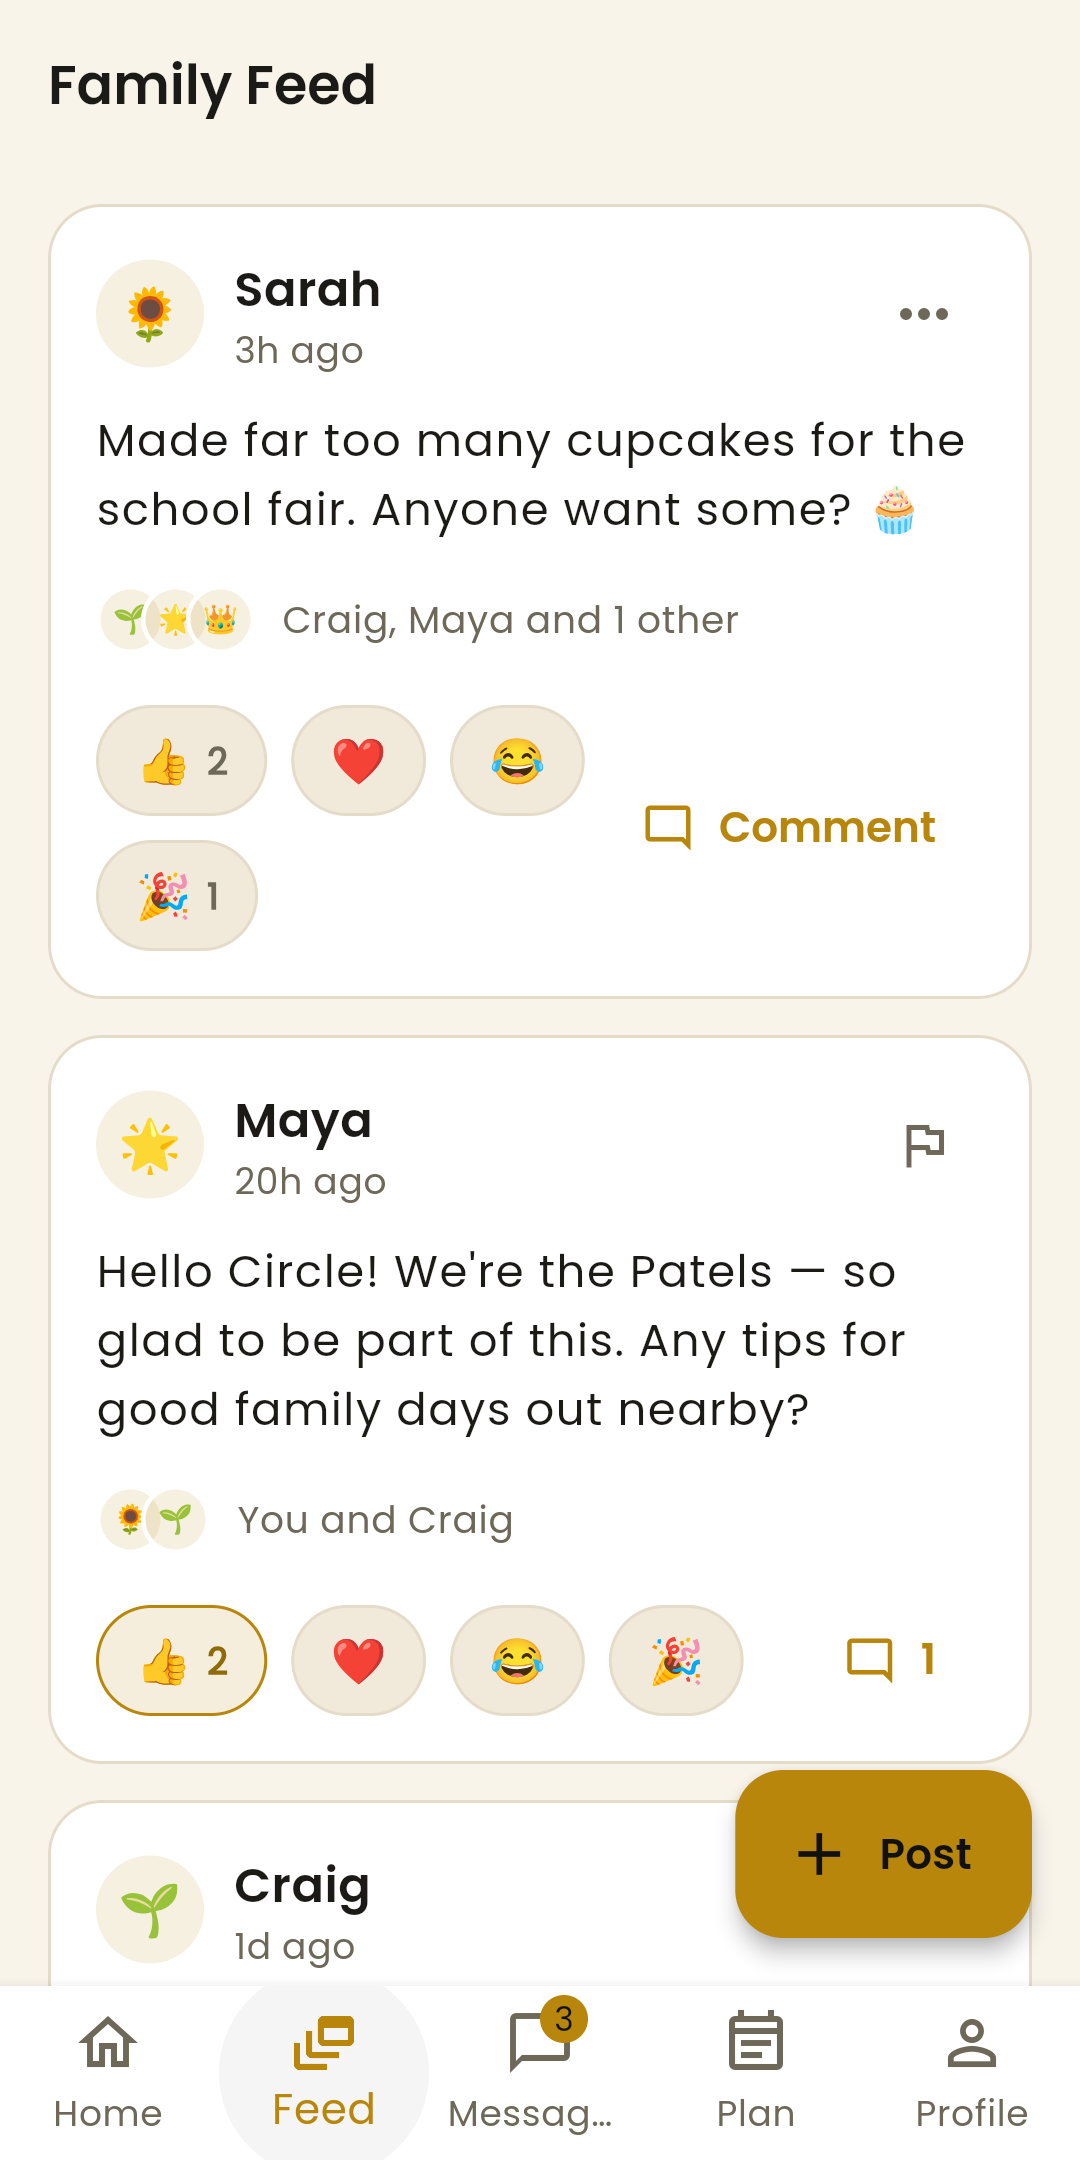 Family Feed
Sarah
3h ago
Made far too many cupcakes for the
school fair. Anyone want some? 🧁
Craig, Maya and 1 other
👍 2 ❤️ 😂
Comment
🎉 1
Maya
20h ago
Hello Circle! We're the Patels — so
glad to be part of this. Any tips for
good family days out nearby?
You and Craig
👍 2 ❤️ 😂 🎉 1
Craig
1d ago
Post
3
Home Feed Messag... Plan Profile